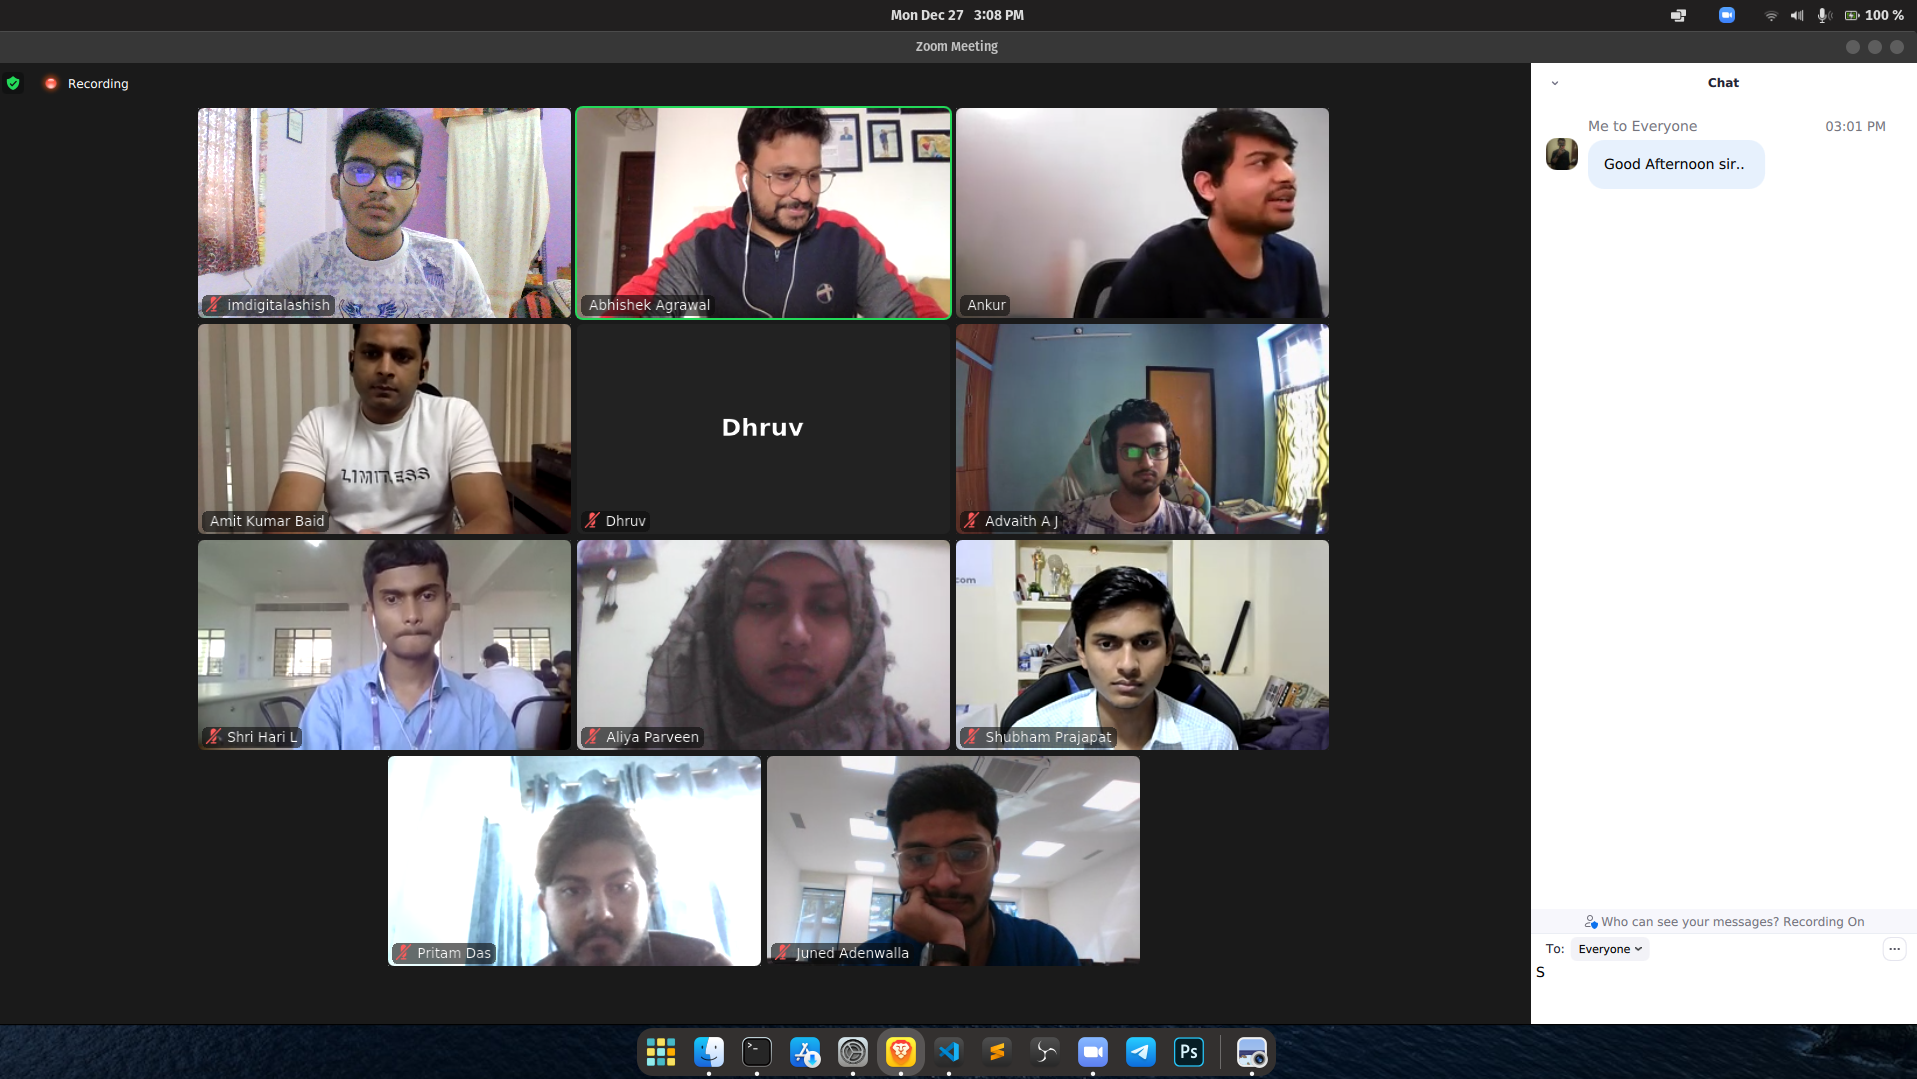 Mon Dec 27 3:08 PM
100 %
Zoom Meeting
Recording
imdigitalashish
Abhishek Agrawal
Ankur
LIMITLESS
Amit Kumar Baid
Dhruv
Dhruv
Advaith A J
Shri Hari L
Aliya Parveen
com
Shubham Prajapat
Pritam Das
Juned Adenwalla
Chat
Me to Everyone 03:01 PM
Good Afternoon sir..
Who can see your messages? Recording On
To: Everyone
S
Ps